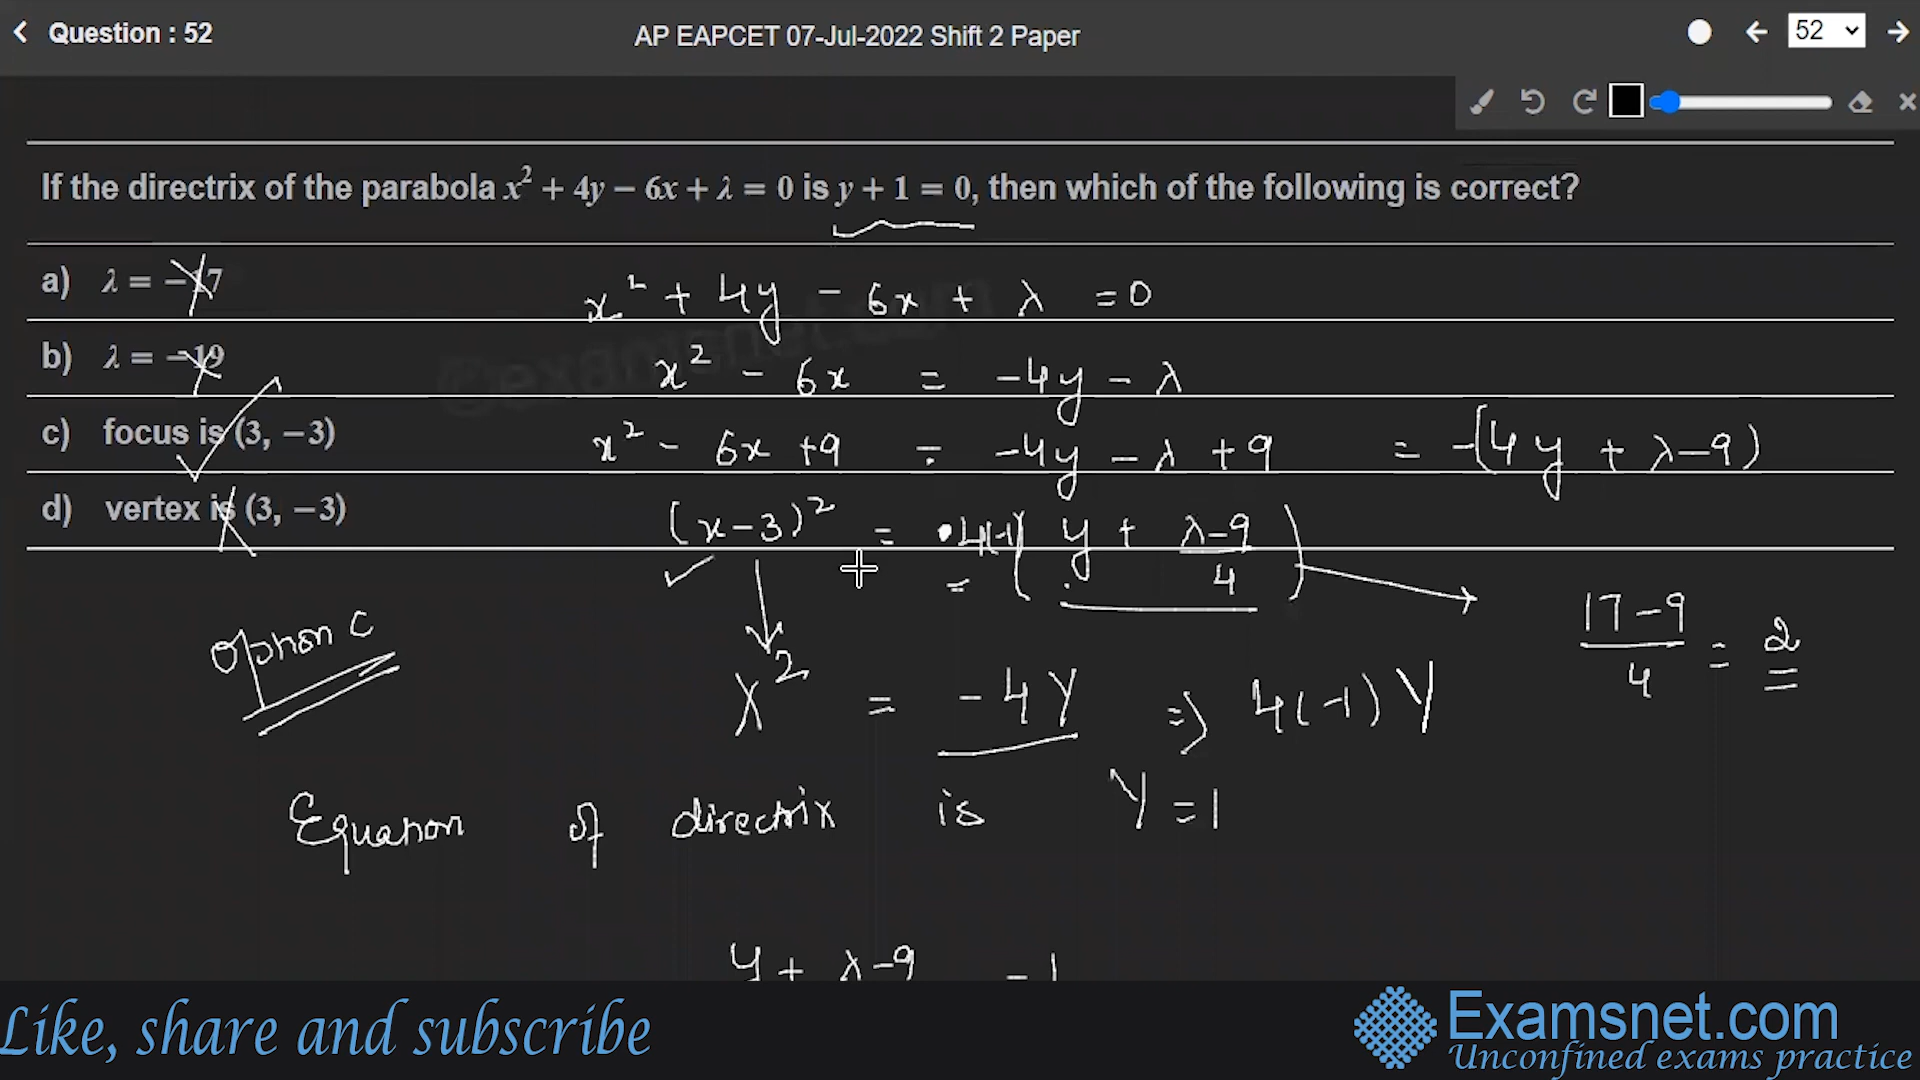 Question : 52
AP EAPCET 07-Jul-2022 Shift 2 Paper
52
If the directrix of the parabola x² + 4y − 6x + λ = 0 is y + 1 = 0, then which of the following is correct?
a) λ = −17
x² + 4y − 6x + λ = 0
b) λ = −19
x² − 6x = −4y − λ
c) focus is (3, −3)
x² − 6x + 9 = −4y − λ + 9 = −(4y + λ−9)
d) vertex is (3, −3)
(x−3)² = 4(−1) (y + (λ−9)/4)
=
Option C
(17−9)/4 = 2
X² = −4Y ⇒ 4(−1)Y
Equation of directrix is Y = 1
y + λ−9 − 1
Like, share and subscribe
Examsnet.com
Unconfined exams practice